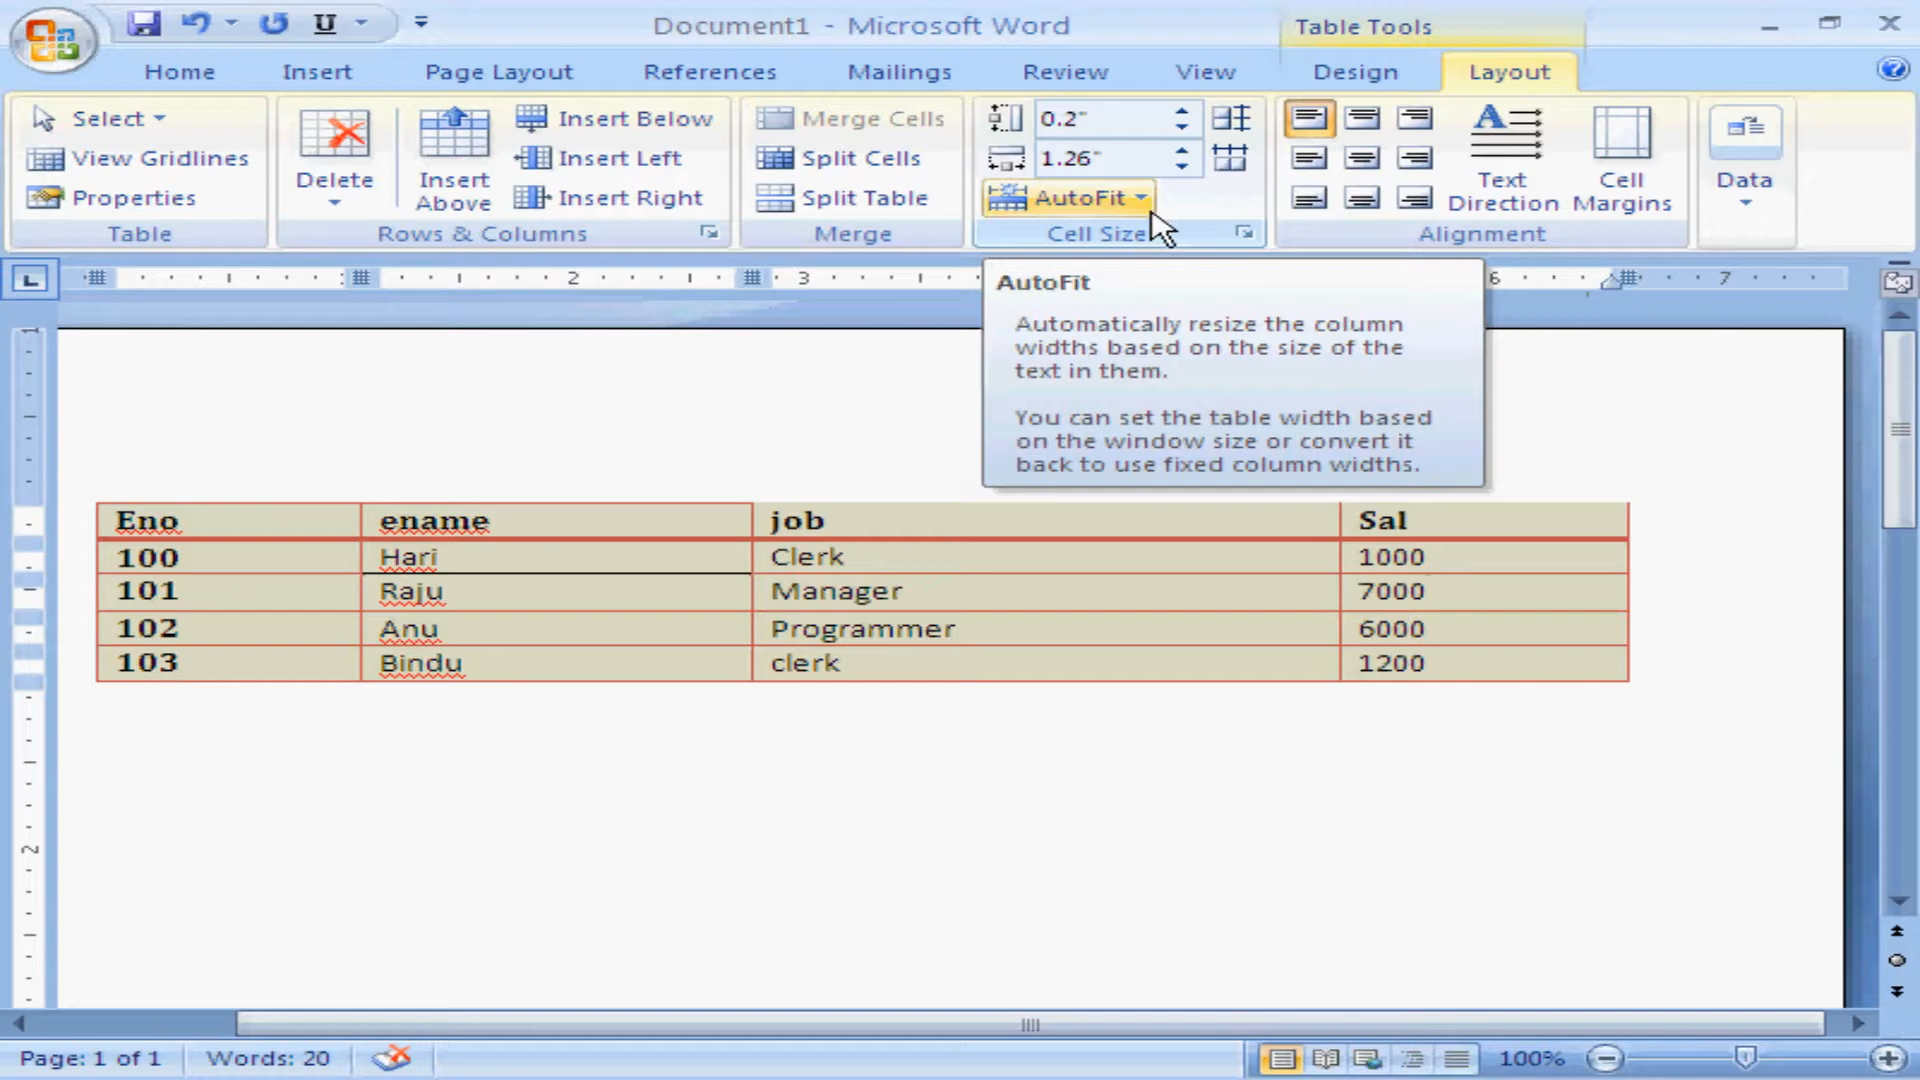 U
Document1 - Microsoft Word
Table Tools
Home Insert Page Layout References Mailings Review View Design Layout
Select
View Gridlines
Properties
Table
Delete
Insert
Above
Insert Below
Insert Left
Insert Right
Rows & Columns
Merge Cells
Split Cells
Split Table
Merge
0.2"
1.26"
AutoFit
Cell Size
Text
Direction
Cell
Margins
Alignment
Data
2 3 6 7
AutoFit
Automatically resize the column
widths based on the size of the
text in them.
You can set the table width based
on the window size or convert it
back to use fixed column widths.
Eno ename job Sal
100 Hari Clerk 1000
101 Raju Manager 7000
102 Anu Programmer 6000
103 Bindu clerk 1200
2
Page: 1 of 1 Words: 20 100%